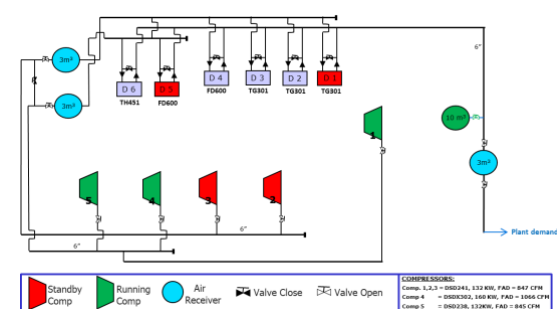 6"
3m³
3m³
D 6
D 5
D 4
D 3
D 2
D 1
TH451
FD600
FD600
TG301
TG301
TG301
10 m³
3m³
1
5
4
3
2
6"
6"
Plant demand
Standby
Comp
Running
Comp
Air
Receiver
Valve Close
Valve Open
COMPRESSORS:
Comp. 1,2,3 = DSD241, 132 KW, FAD = 847 CFM
Comp 4 = DSDX302, 160 KW, FAD = 1066 CFM
Comp 5 = DSD238, 132KW, FAD = 845 CFM